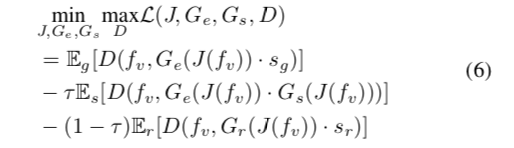 min max L(J, G_e, G_s, D)
J,G_e,G_s D
= 𝔼_g[D(f_v, G_e(J(f_v)) · s_g)]
(6)
− τ𝔼_s[D(f_v, G_e(J(f_v)) · G_s(J(f_v)))]
− (1 − τ)𝔼_r[D(f_v, G_r(J(f_v)) · s_r)]